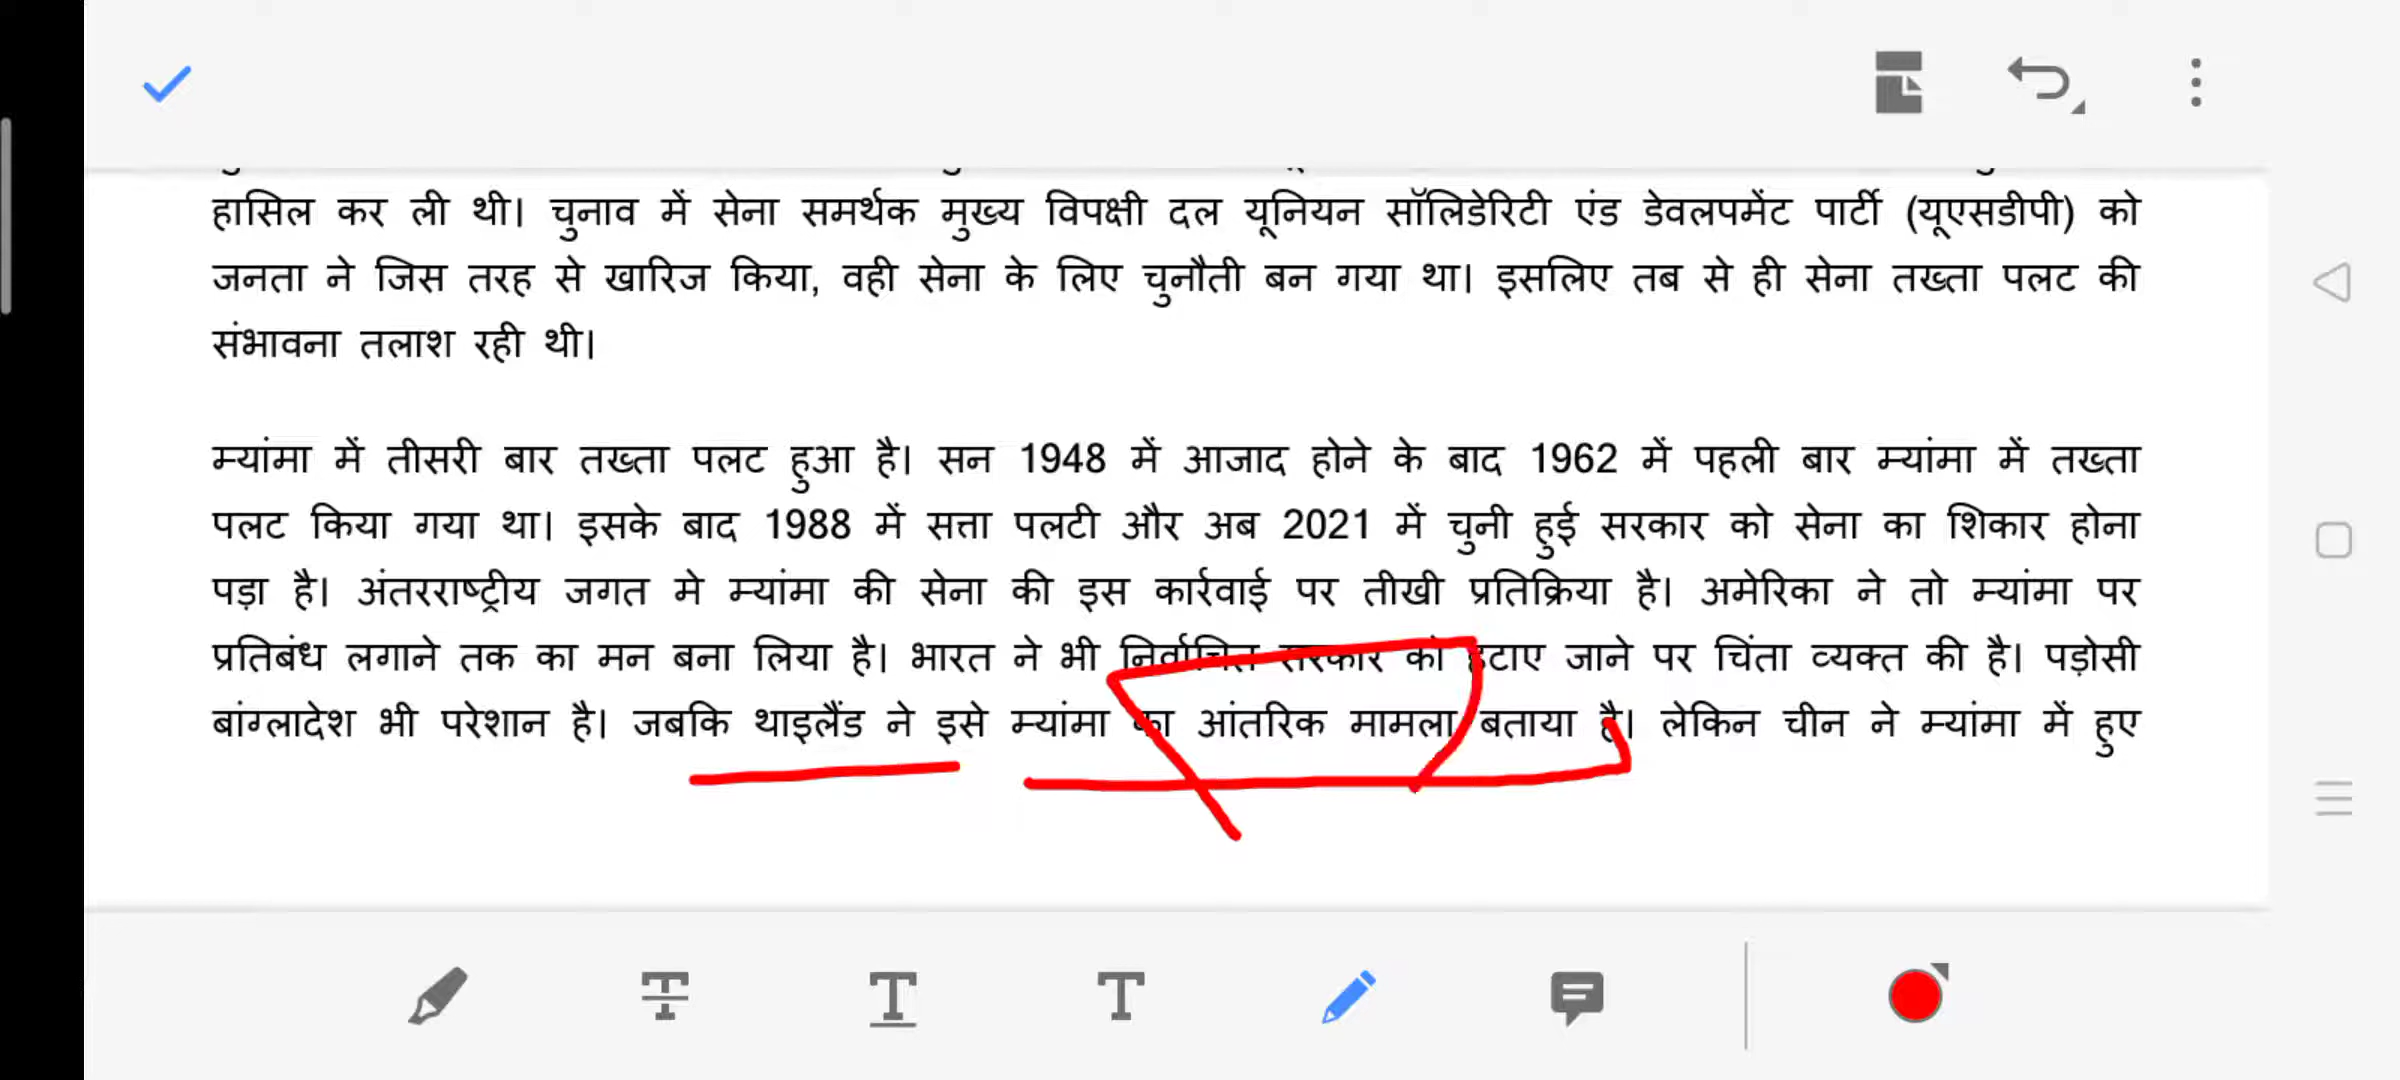 हासिल कर ली थी। चुनाव में सेना समर्थक मुख्य विपक्षी दल यूनियन सॉलिडेरिटी एंड डेवलपमेंट पार्टी (यूएसडीपी) को
जनता ने जिस तरह से खारिज किया, वही सेना के लिए चुनौती बन गया था। इसलिए तब से ही सेना तख्ता पलट की
संभावना तलाश रही थी।
म्यांमा में तीसरी बार तख्ता पलट हुआ है। सन 1948 में आजाद होने के बाद 1962 में पहली बार म्यांमा में तख्ता
पलट किया गया था। इसके बाद 1988 में सत्ता पलटी और अब 2021 में चुनी हुई सरकार को सेना का शिकार होना
पड़ा है। अंतरराष्ट्रीय जगत मे म्यांमा की सेना की इस कार्रवाई पर तीखी प्रतिक्रिया है। अमेरिका ने तो म्यांमा पर
प्रतिबंध लगाने तक का मन बना लिया है। भारत ने भी निर्वाचित सरकार को हटाए जाने पर चिंता व्यक्त की है। पड़ोसी
बांग्लादेश भी परेशान है। जबकि थाइलैंड ने इसे म्यांमा का आंतरिक मामला बताया है। लेकिन चीन ने म्यांमा में हुए